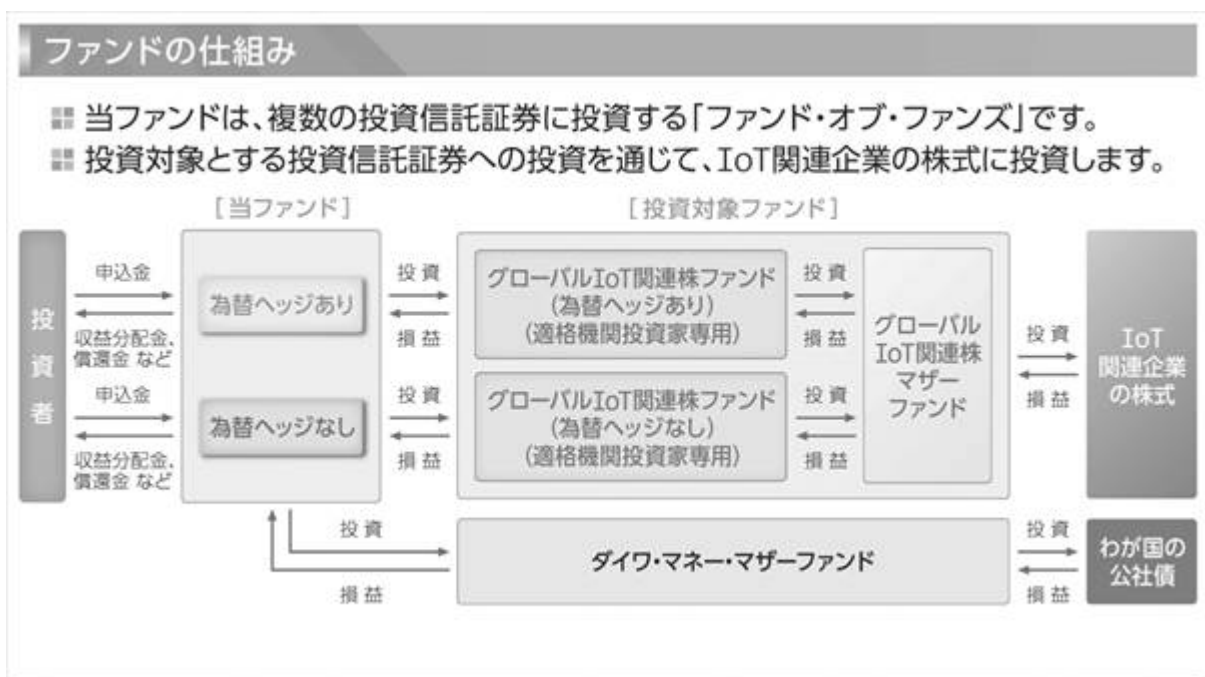 ファンドの仕組み
当ファンドは、複数の投資信託証券に投資する「ファンド・オブ・ファンズ」です。
投資対象とする投資信託証券への投資を通じて、IoT関連企業の株式に投資します。
[当ファンド]
[投資対象ファンド]
投資者
申込金
収益分配金、
償還金 など
申込金
収益分配金、
償還金 など
為替ヘッジあり
為替ヘッジなし
投資
損益
投資
損益
グローバルIoT関連株ファンド
(為替ヘッジあり)
(適格機関投資家専用)
グローバルIoT関連株ファンド
(為替ヘッジなし)
(適格機関投資家専用)
投資
損益
投資
損益
グローバル
IoT関連株
マザー
ファンド
投資
損益
IoT
関連企業
の株式
投資
損益
ダイワ・マネー・マザーファンド
投資
損益
わが国の
公社債